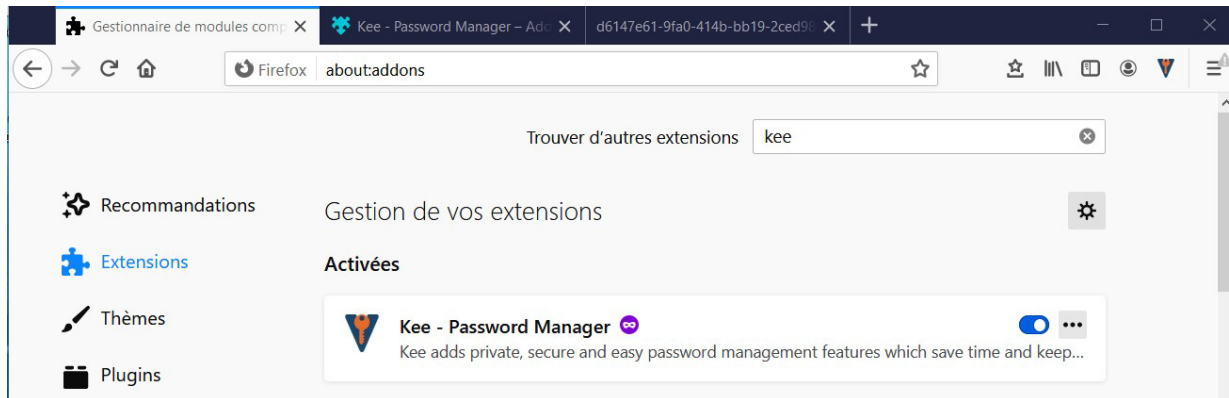 Gestionnaire de modules comp
Kee - Password Manager – Ado
d6147e61-9fa0-414b-bb19-2ced98
Firefox about:addons
Trouver d'autres extensions kee
Recommandations
Gestion de vos extensions
Extensions
Activées
Thèmes
Kee - Password Manager
Kee adds private, secure and easy password management features which save time and keep...
Plugins